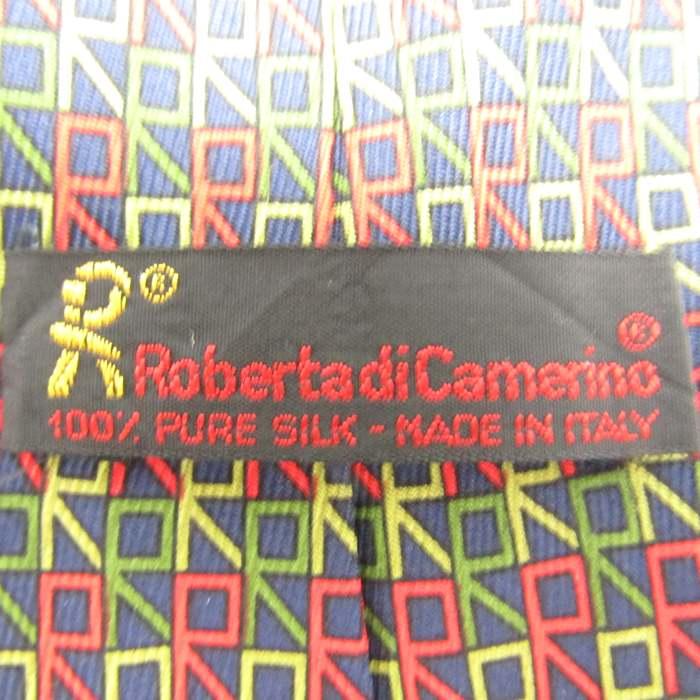 R®
Roberta di Camerino®
100% PURE SILK - MADE IN ITALY